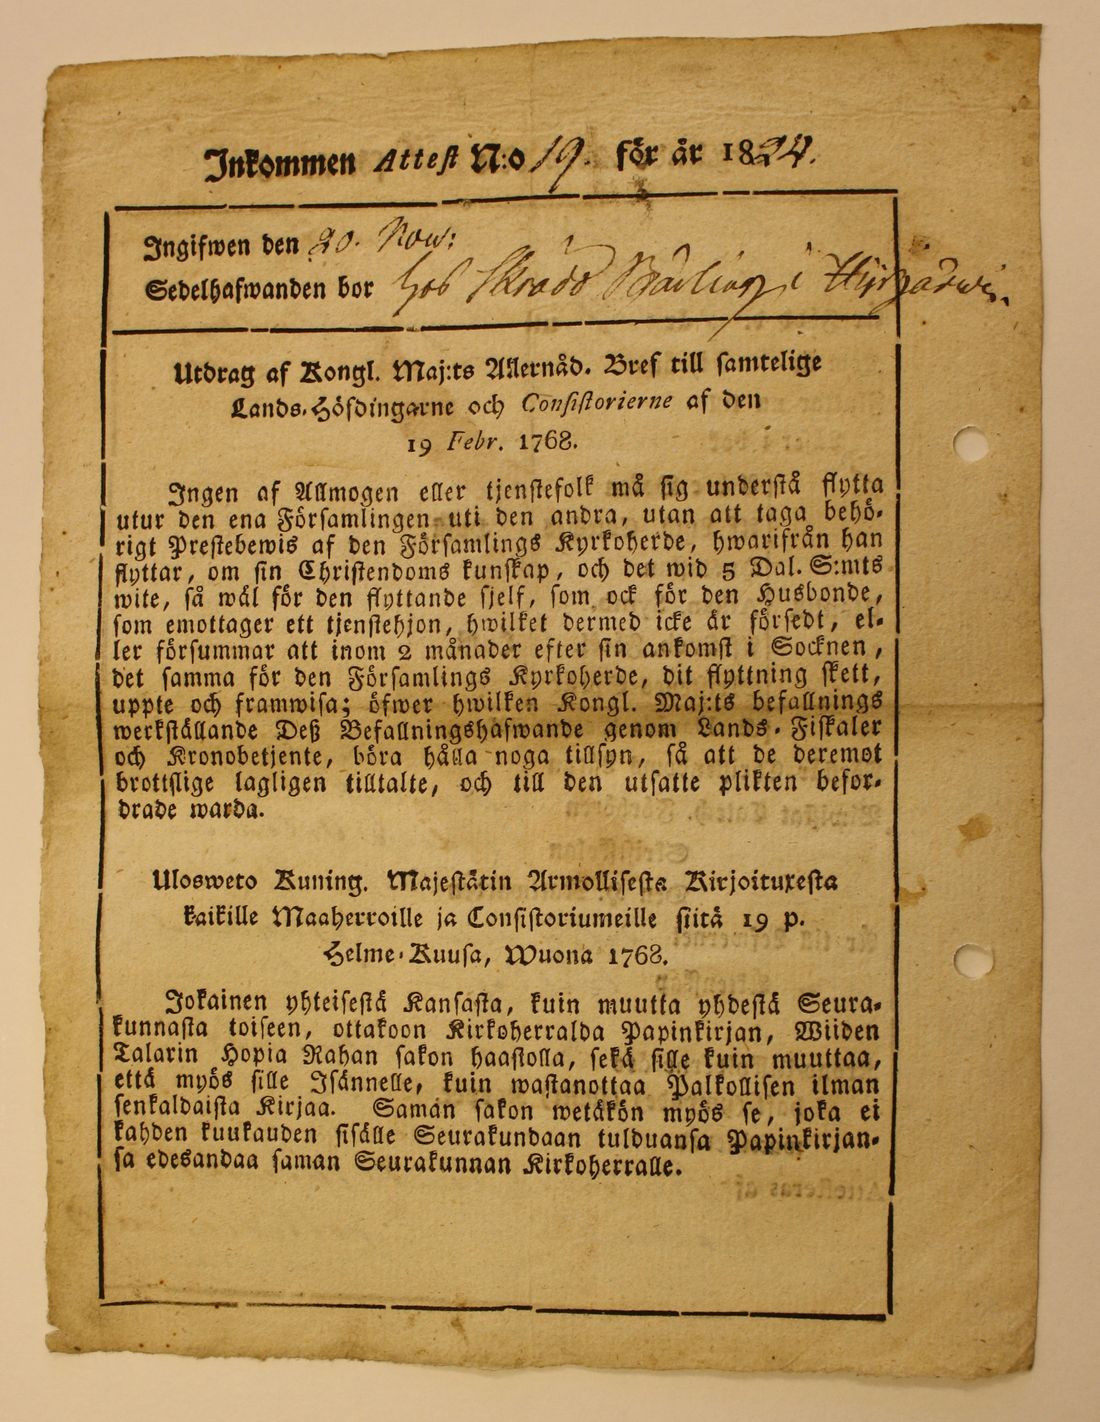 Inkommen Attest N:o 19. för år 1824.
Ingifwen den 20. Nov:
Sedelhafwanden bor hos Skrädd i
Utdrag af Kongl. Maj:ts Allernåd. Bref till samtelige
Lands-Höfdingarne och Consistorierne af den
19 Febr. 1768.
Ingen af Allmogen eller tjenstefolk må sig understå flytta
utur den ena Församlingen uti den andra, utan att taga behö-
rigt Prestebewis af den Församlings Kyrkoherde, hwarifrån han
flyttar, om sin Christendoms kunskap, och det wid 5 Dal. S:mts
wite, så wäl för den flyttande sjelf, som ock för den Husbonde,
som emottager ett tjenstehjon, hwilket dermed icke är försedt, el-
ler försummar att inom 2 månader efter sin ankomst i Socknen,
det samma för den Församlings Kyrkoherde, dit flyttning skett,
uppte och framwisa; öfwer hwilken Kongl. Maj:ts befallnings
werkställande Deß Befallningshafwande genom Lands-Fiskaler
och Kronobetjente, böra hålla noga tillsyn, så att de deremot
brottslige lagligen tilltalte, och till den utsatte plikten befor-
drade warda.
Ulosweto Kuning. Majestätin Armollisesta Kirjoituxesta
kaikille Maaherroille ja Consistoriumeille siitä 19 p.
Helme-Kuusa, Wuona 1768.
Jokainen yhteisestä Kansasta, kuin muutta yhdestä Seura-
kunnasta toiseen, ottakoon Kirkoherralda Papinkirjan, Wiiden
Talarin Hopia Rahan sakon haastolla, sekä sille kuin muuttaa,
että myös sille Isännelle, kuin wastanottaa Palkollisen ilman
senkaldaista Kirjaa. Saman sakon wetäkön myös se, joka ei
kahden kuukauden sisälle Seurakundaan tulduansa Papinkirjan-
sa edesandaa saman Seurakunnan Kirkoherralle.